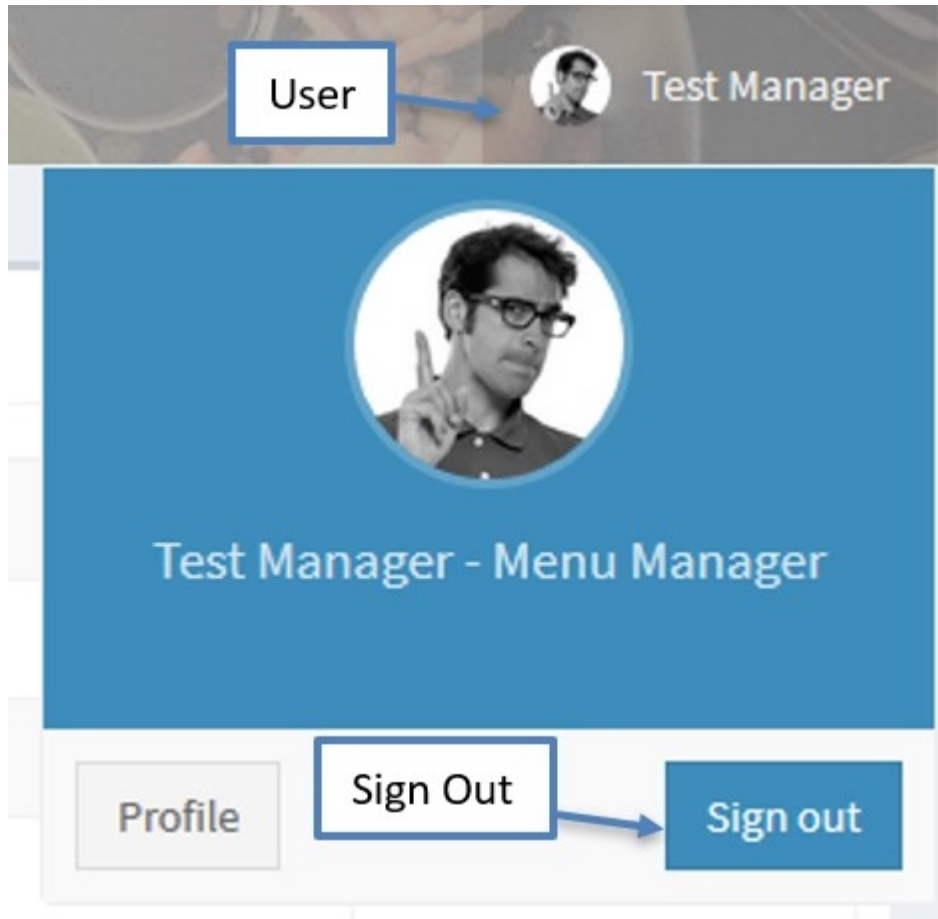 User
Test Manager
Test Manager - Menu Manager
Profile
Sign Out
Sign out